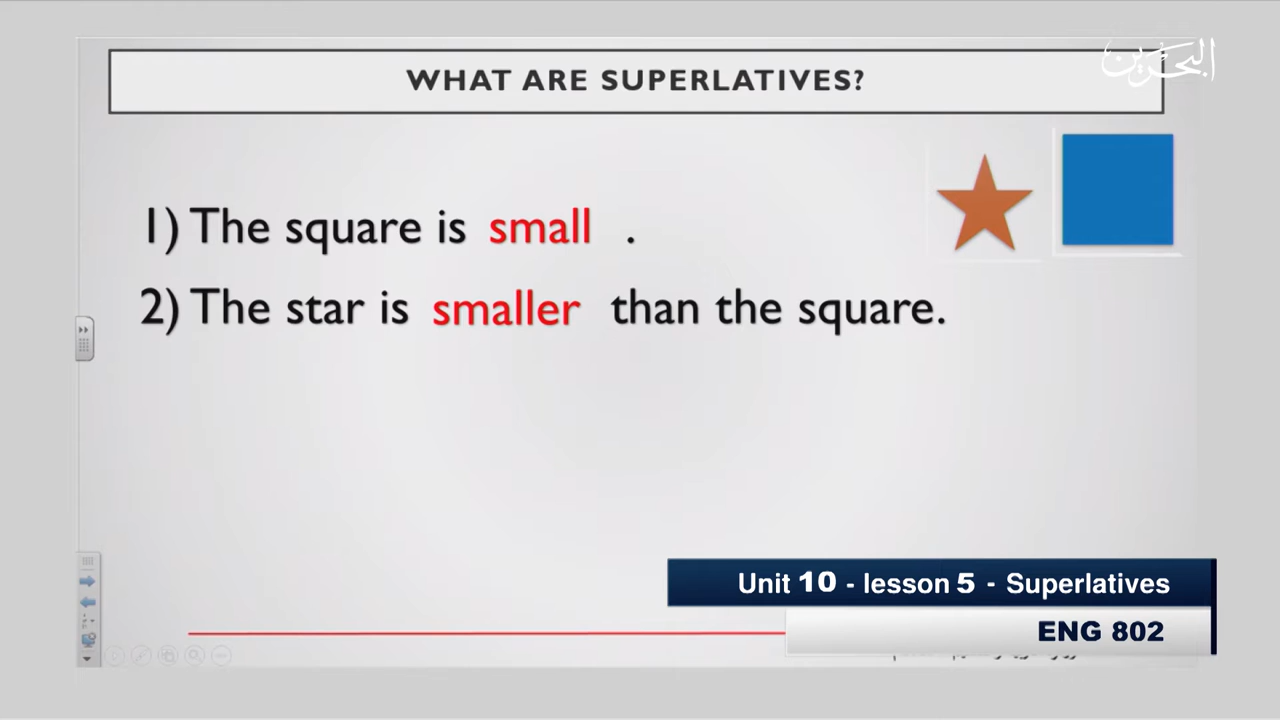 WHAT ARE SUPERLATIVES?
البحرين
1) The square is small .
2) The star is smaller than the square.
Unit 10 - lesson 5 - Superlatives
ENG 802